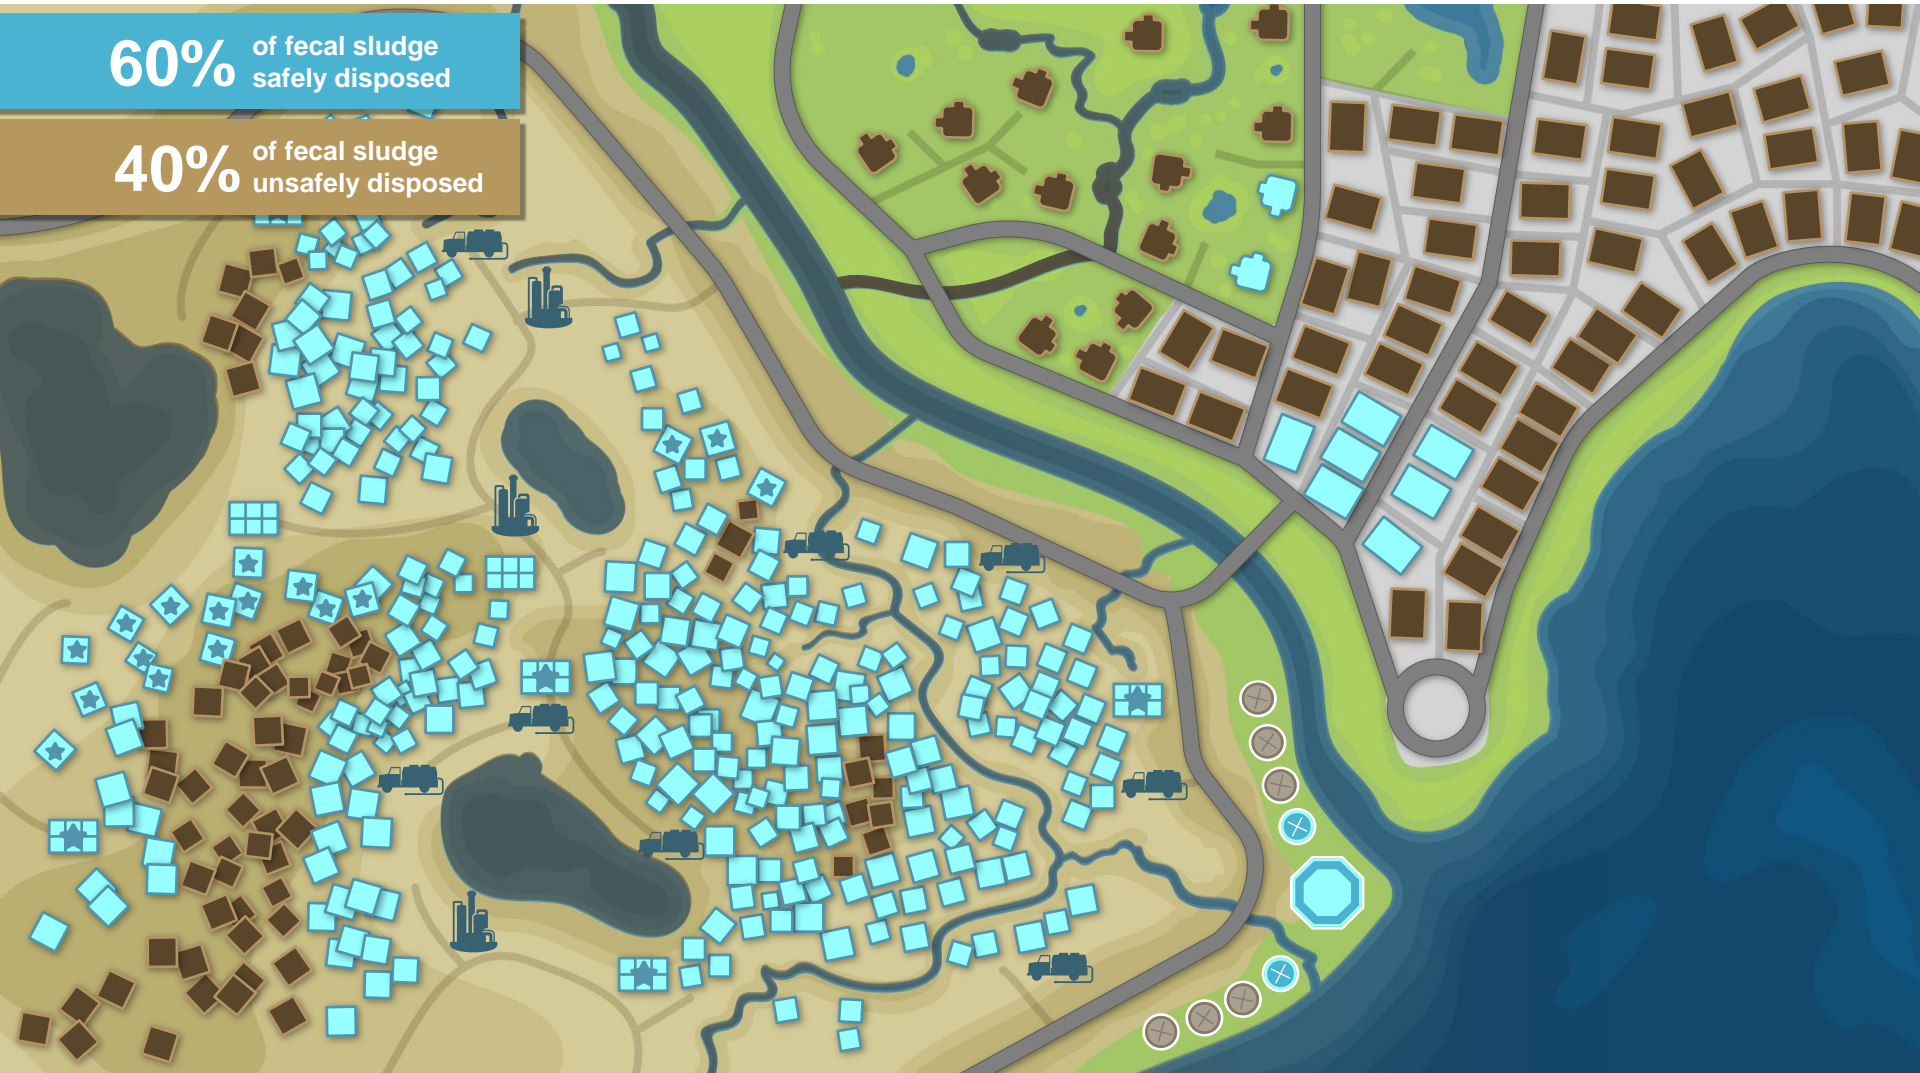 60% of fecal sludge
safely disposed
40% of fecal sludge
unsafely disposed